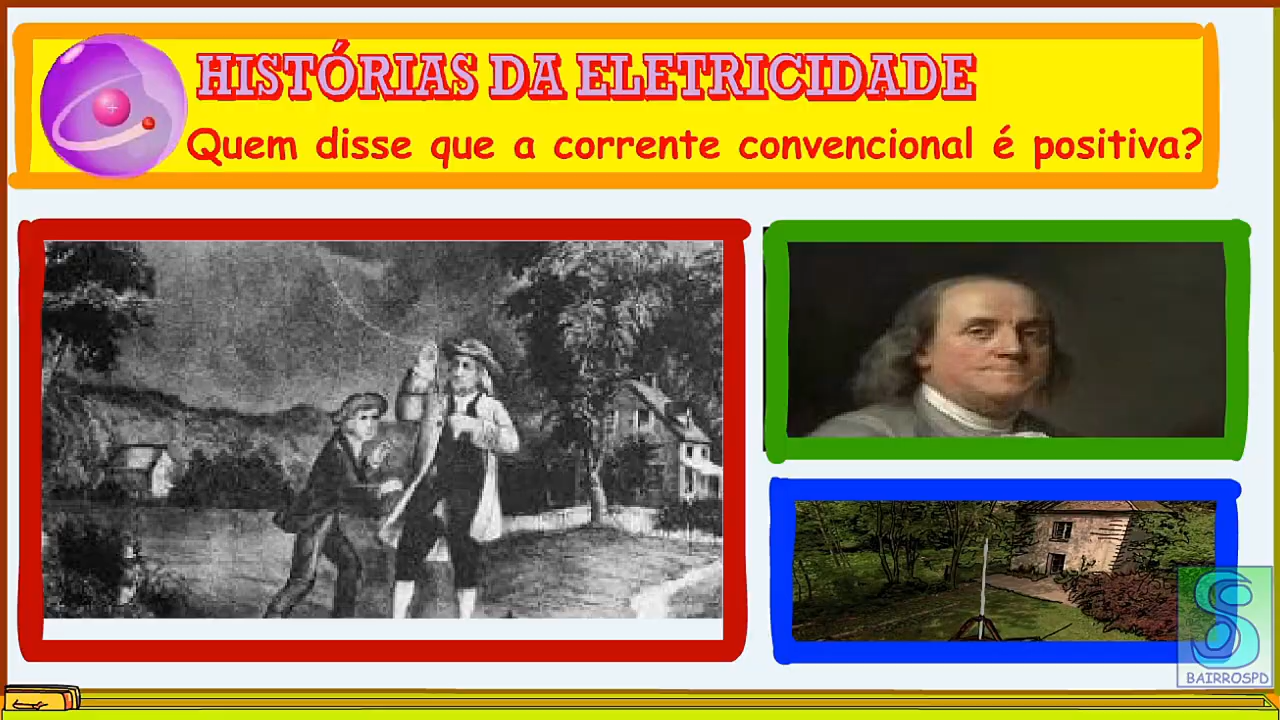 HISTÓRIAS DA ELETRICIDADE
Quem disse que a corrente convencional é positiva?
BAIRROSPD